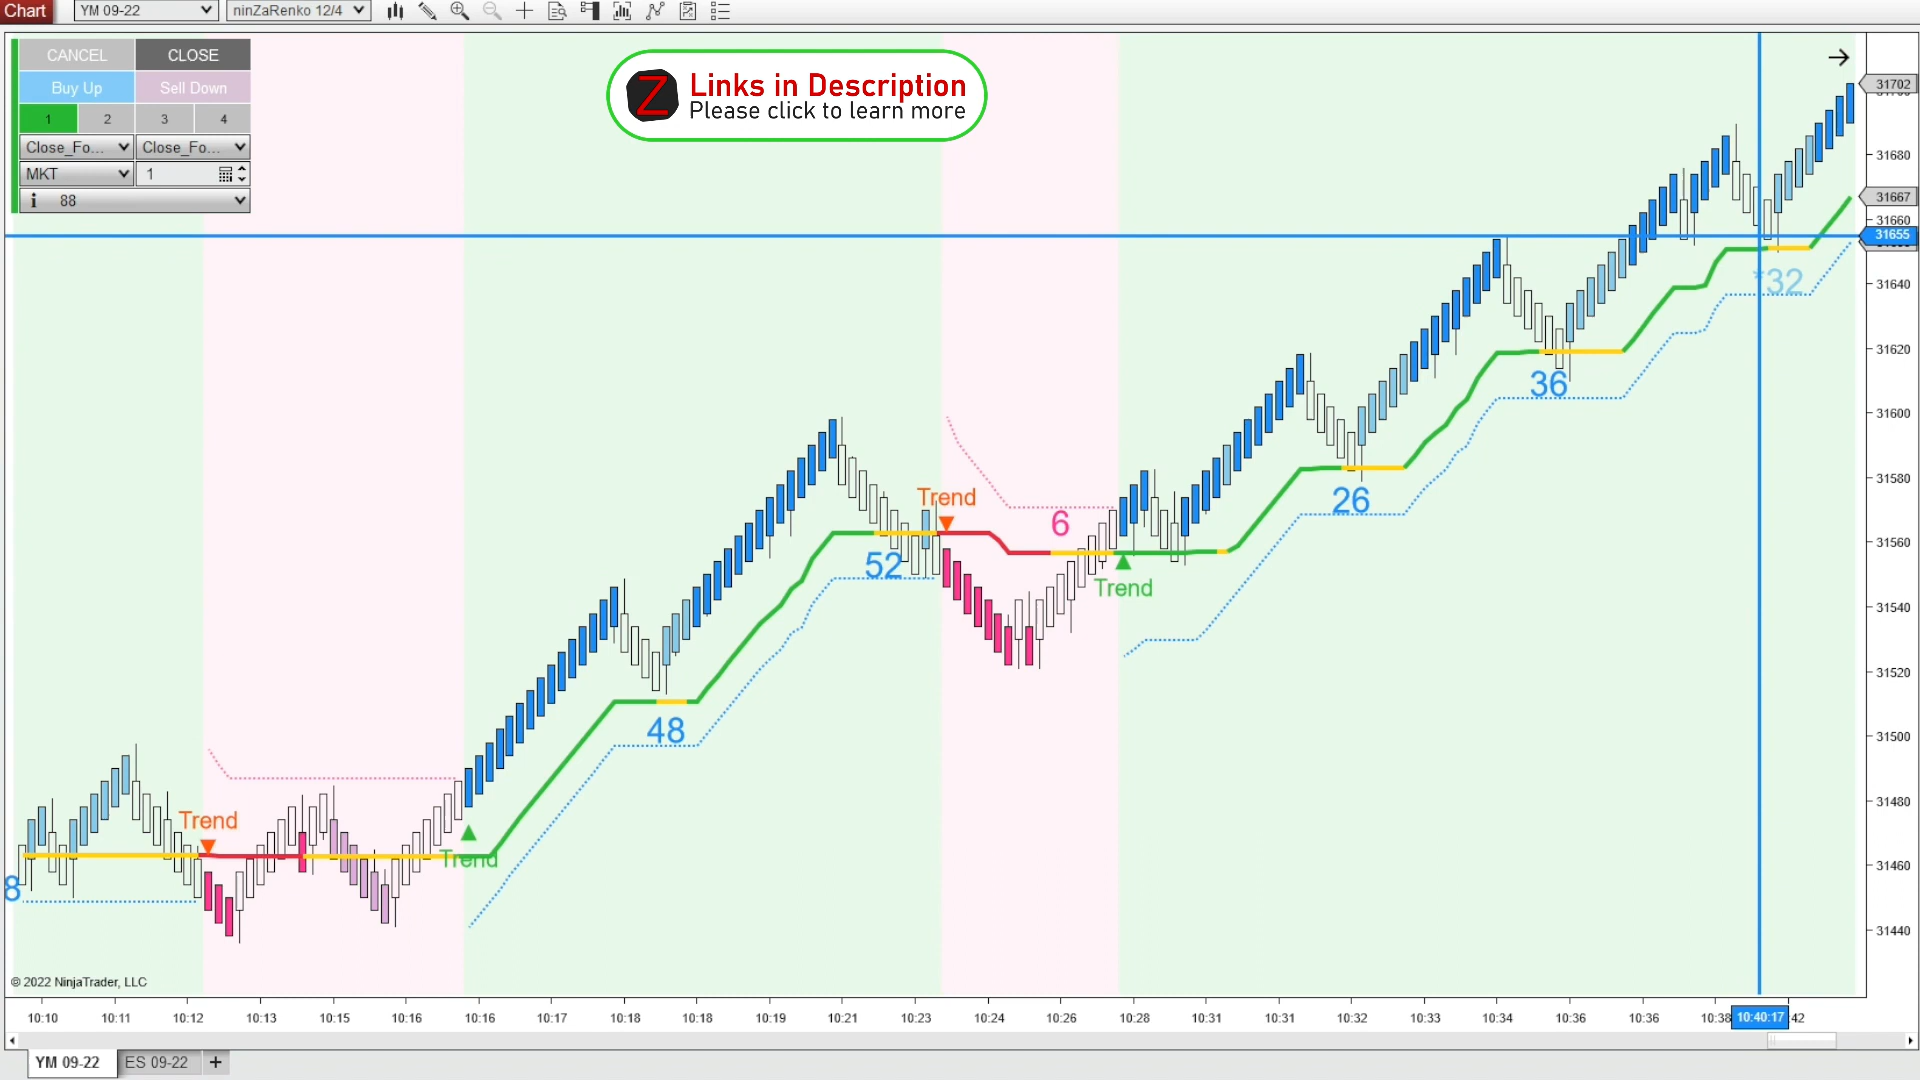 Chart YM 09-22 ninZaRenko 12/4
CANCEL CLOSE
Buy Up Sell Down
1 2 3 4
Close_Fo... Close_Fo...
MKT 1
i 88
Z Links in Description
Please click to learn more
31702
31680
31667
31660
31655
*32
31640
31620
36
31600
Trend
26
31580
6
52
31560
Trend
31540
48
31520
31500
31480
Trend
Trend
31460
8
31440
© 2022 NinjaTrader, LLC
10:10 10:11 10:12 10:13 10:15 10:16 10:16 10:17 10:18 10:18 10:19 10:21 10:23 10:24 10:26 10:28 10:31 10:31 10:32 10:33 10:34 10:36 10:36 10:38 10:40:17 42
YM 09-22 ES 09-22 +